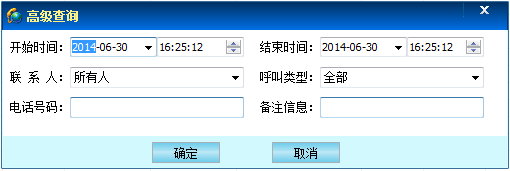 高级查询
开始时间： 2014-06-30 16:25:12 结束时间： 2014-06-30 16:25:12
联 系 人： 所有人 呼叫类型： 全部
电话号码： 备注信息：
确定 取消